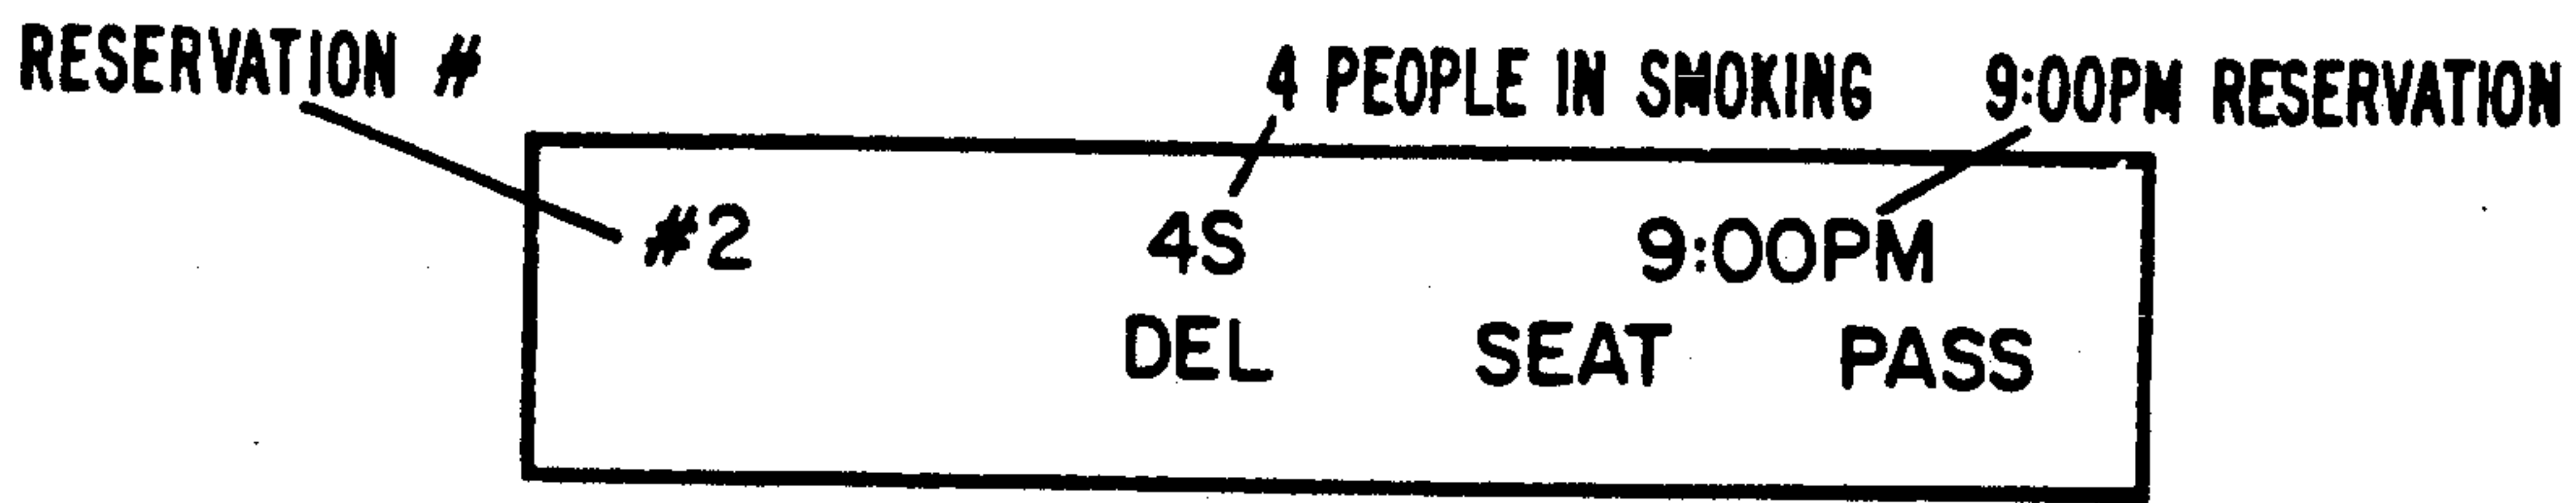 RESERVATION # 4 PEOPLE IN SMOKING 9:00PM RESERVATION
#2 4S 9:00PM
DEL SEAT PASS